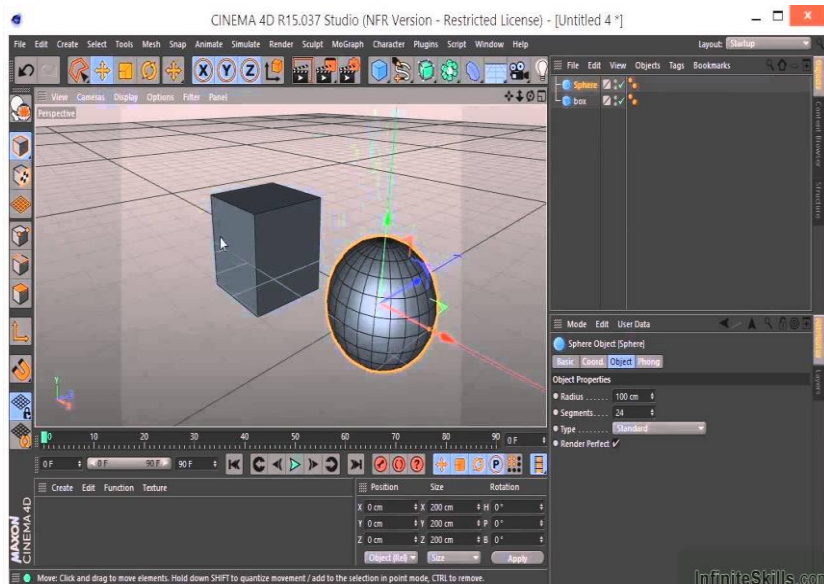 CINEMA 4D R15.037 Studio (NFR Version - Restricted License) - [Untitled 4 *]
File Edit Create Select Tools Mesh Snap Animate Simulate Render Sculpt MoGraph Character Plugins Script Window Help
Layout: Startup
X Y Z
File Edit View Objects Tags Bookmarks
View Cameras Display Options Filter Panel
Perspective
Sphere
box
Objects
Content Browser
Structure
Y
Mode Edit User Data
Sphere Object [Sphere]
Basic Coord. Object Phong
Object Properties
Radius ...... 100 cm
Segments.... 24
Type ........ Standard
Render Perfect
Attributes
Layers
0 10 20 30 40 50 60 70 80 90 0 F
0 F 0 F 90 F 90 F P
Create Edit Function Texture
Position Size Rotation
X 0 cm X 200 cm H 0 °
Y 0 cm Y 200 cm P 0 °
Z 0 cm Z 200 cm B 0 °
Object (Rel) Size Apply
MAXON
CINEMA 4D
Move: Click and drag to move elements. Hold down SHIFT to quantize movement / add to the selection in point mode, CTRL to remove.
InfiniteSkills.com